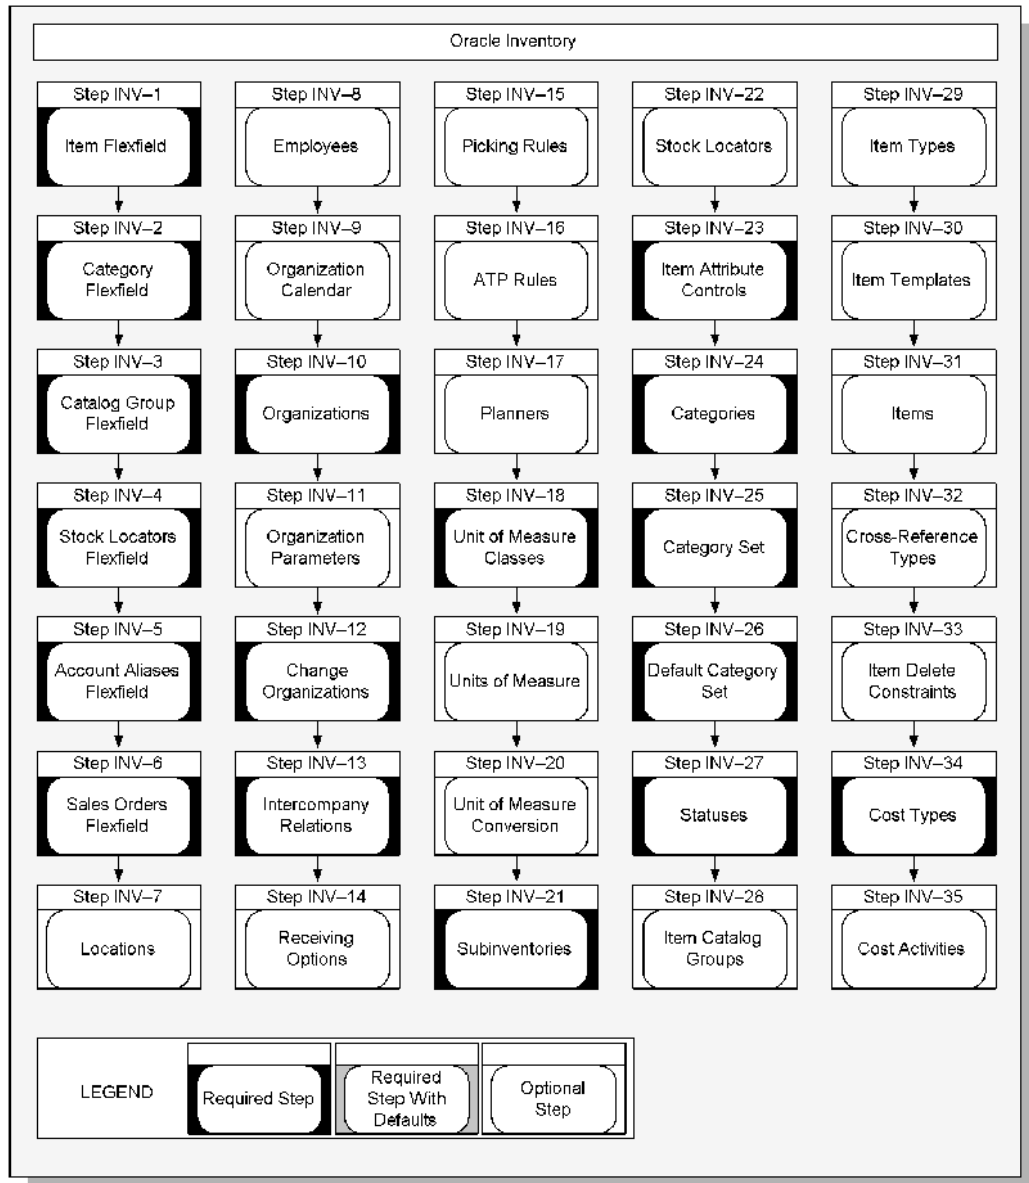 Oracle Inventory
Step INV–1
Item Flexfield
Step INV–2
Category
Flexfield
Step INV–3
Catalog Group
Flexfield
Step INV–4
Stock Locators
Flexfield
Step INV–5
Account Aliases
Flexfield
Step INV–6
Sales Orders
Flexfield
Step INV–7
Locations
Step INV–8
Employees
Step INV–9
Organization
Calendar
Step INV–10
Organizations
Step INV–11
Organization
Parameters
Step INV–12
Change
Organizations
Step INV–13
Intercompany
Relations
Step INV–14
Receiving
Options
Step INV–15
Picking Rules
Step INV–16
ATP Rules
Step INV–17
Planners
Step INV–18
Unit of Measure
Classes
Step INV–19
Units of Measure
Step INV–20
Unit of Measure
Conversion
Step INV–21
Subinventories
Step INV–22
Stock Locators
Step INV–23
Item Attribute
Controls
Step INV–24
Categories
Step INV–25
Category Set
Step INV–26
Default Category
Set
Step INV–27
Statuses
Step INV–28
Item Catalog
Groups
Step INV–29
Item Types
Step INV–30
Item Templates
Step INV–31
Items
Step INV–32
Cross-Reference
Types
Step INV–33
Item Delete
Constraints
Step INV–34
Cost Types
Step INV–35
Cost Activities
LEGEND
Required Step
Required
Step With
Defaults
Optional
Step